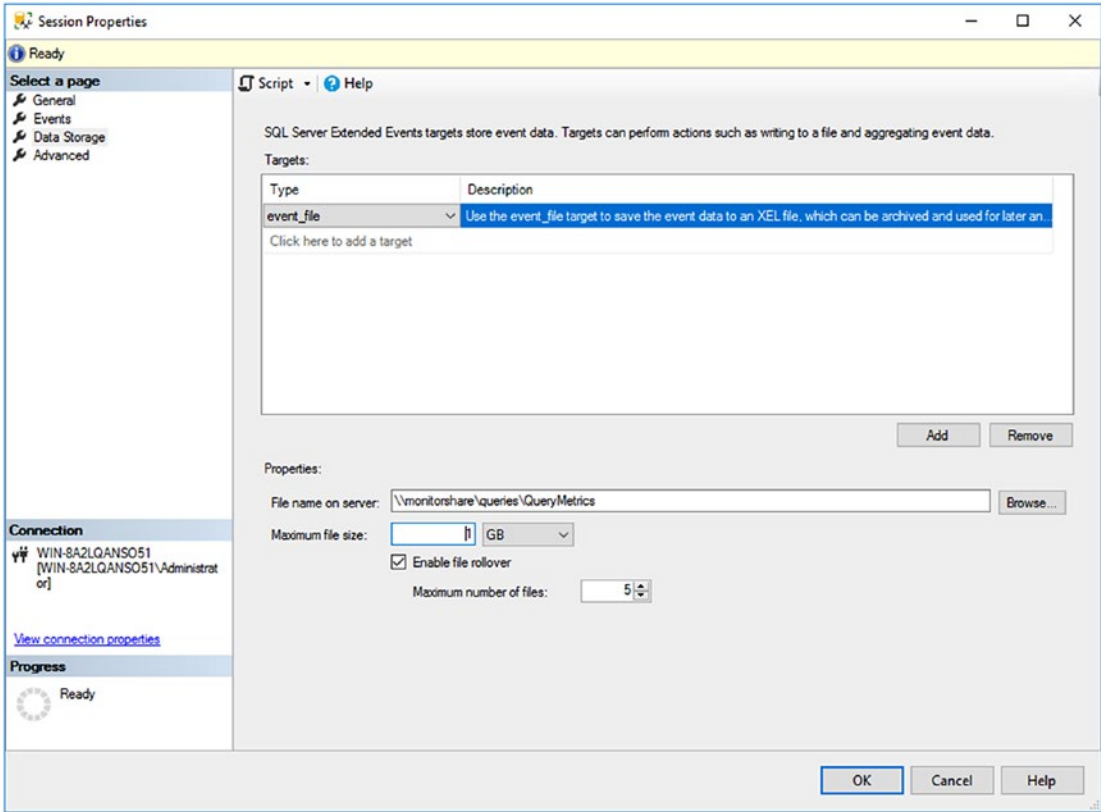 Session Properties
Ready
Select a page
General
Events
Data Storage
Advanced
Script
Help
SQL Server Extended Events targets store event data. Targets can perform actions such as writing to a file and aggregating event data.
Targets:
Type Description
event_file Use the event_file target to save the event data to an XEL file, which can be archived and used for later an...
Click here to add a target
Add Remove
Properties:
File name on server: \\monitorshare\queries\QueryMetrics Browse...
Maximum file size: 1 GB
Enable file rollover
Maximum number of files: 5
Connection
WIN-8A2LQANSO51
[WIN-8A2LQANSO51\Administrat
or]
View connection properties
Progress
Ready
OK Cancel Help